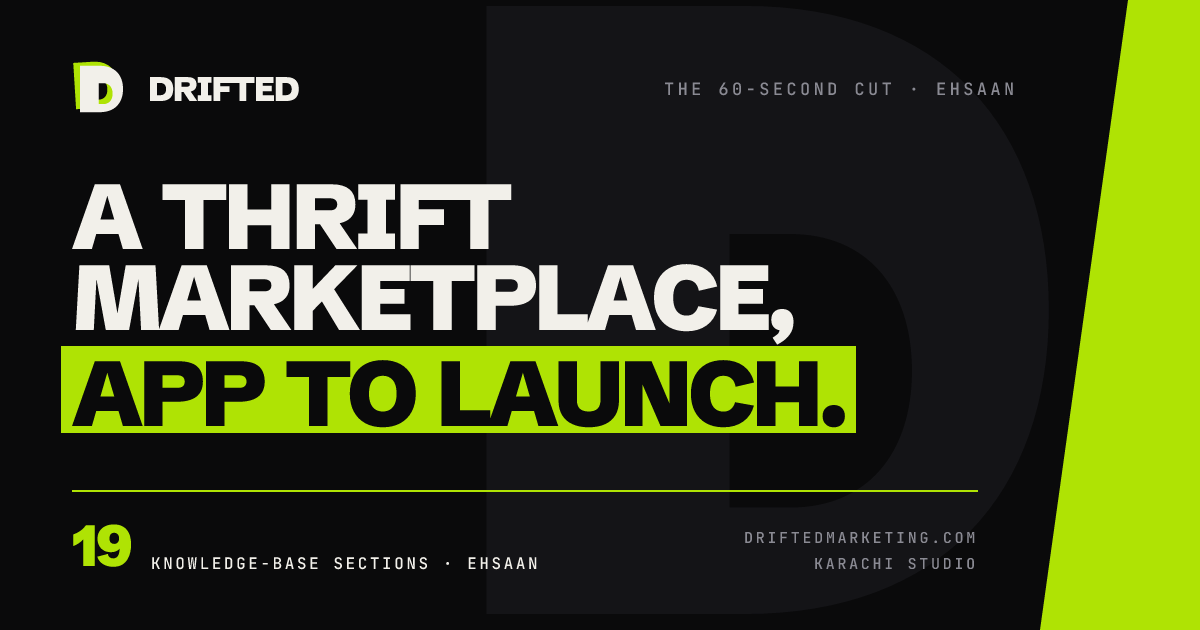 DRIFTED
THE 60-SECOND CUT · EHSAAN
A THRIFT
MARKETPLACE,
APP TO LAUNCH.
19 KNOWLEDGE-BASE SECTIONS · EHSAAN
DRIFTEDMARKETING.COM
KARACHI STUDIO